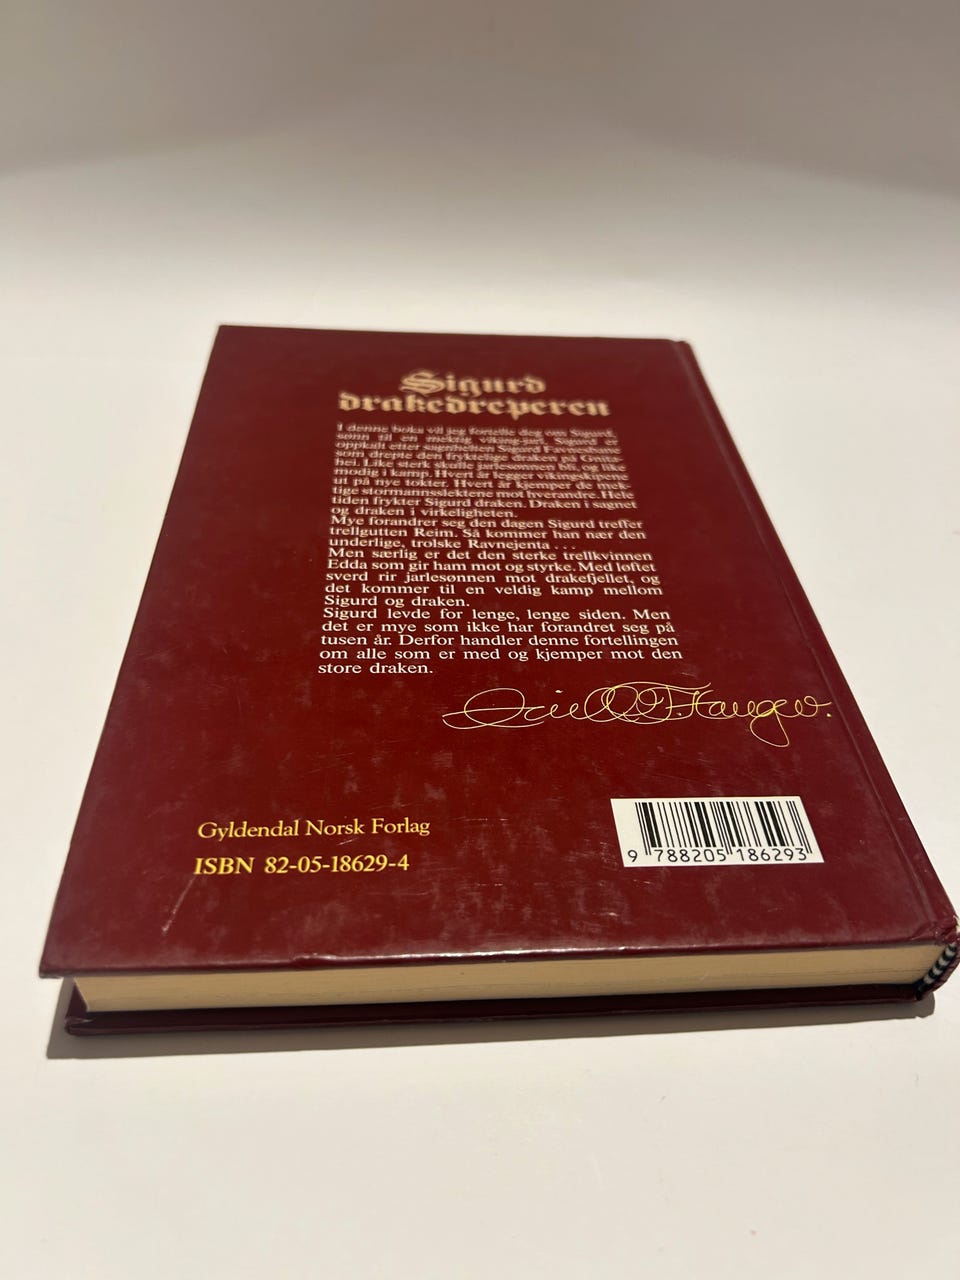 Sigurd
drakedreperen
I denne boka vil jeg fortelle deg om Sigurd,
sønn til en mektig viking-jarl. Sigurd er
oppkalt etter sagnhelten Sigurd Favnesbane
som drepte den fryktelige draken på Gnita-
hei. Like sterk skulle jarlesønnen bli, og like
modig i kamp. Hvert år legger vikingskipene
ut på nye tokter. Hvert år kjemper de mek-
tige stormannsslektene mot hverandre. Hele
tiden frykter Sigurd draken. Draken i sagnet
og draken i virkeligheten.
Mye forandrer seg den dagen Sigurd treffer
trellgutten Reim. Så kommer han nær den
underlige, trolske Ravnejenta . . .
Men særlig er det den sterke trellkvinnen
Edda som gir ham mot og styrke. Med løftet
sverd rir jarlesønnen mot drakefjellet, og
det kommer til en veldig kamp mellom
Sigurd og draken.
Sigurd levde for lenge, lenge siden. Men
det er mye som ikke har forandret seg på
tusen år. Derfor handler denne fortellingen
om alle som er med og kjemper mot den
store draken.
Gyldendal Norsk Forlag
ISBN 82-05-18629-4
9 788205 186293